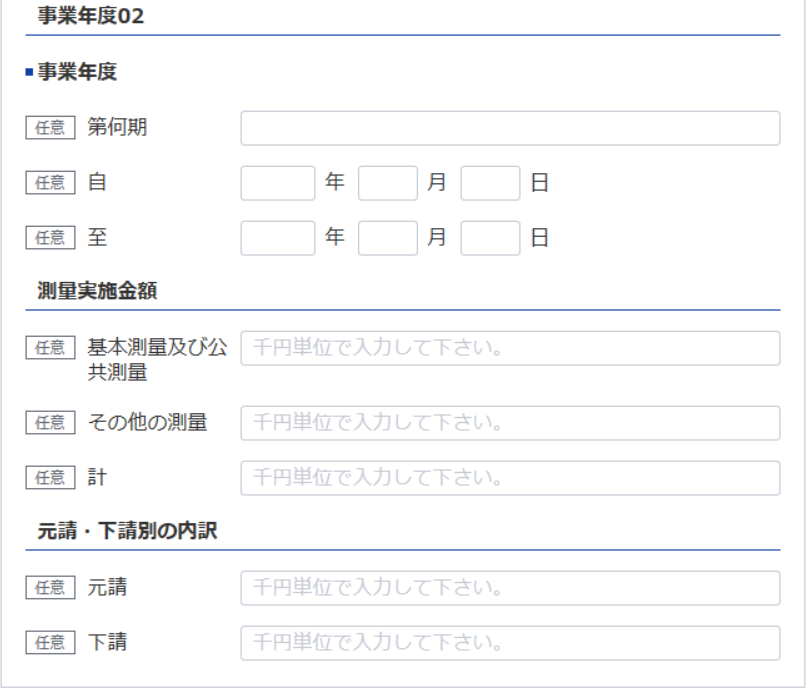 事業年度02
事業年度
任意 第何期
任意 自 年 月 日
任意 至 年 月 日
測量実施金額
任意 基本測量及び公
共測量 千円単位で入力して下さい。
任意 その他の測量 千円単位で入力して下さい。
任意 計 千円単位で入力して下さい。
元請・下請別の内訳
任意 元請 千円単位で入力して下さい。
任意 下請 千円単位で入力して下さい。